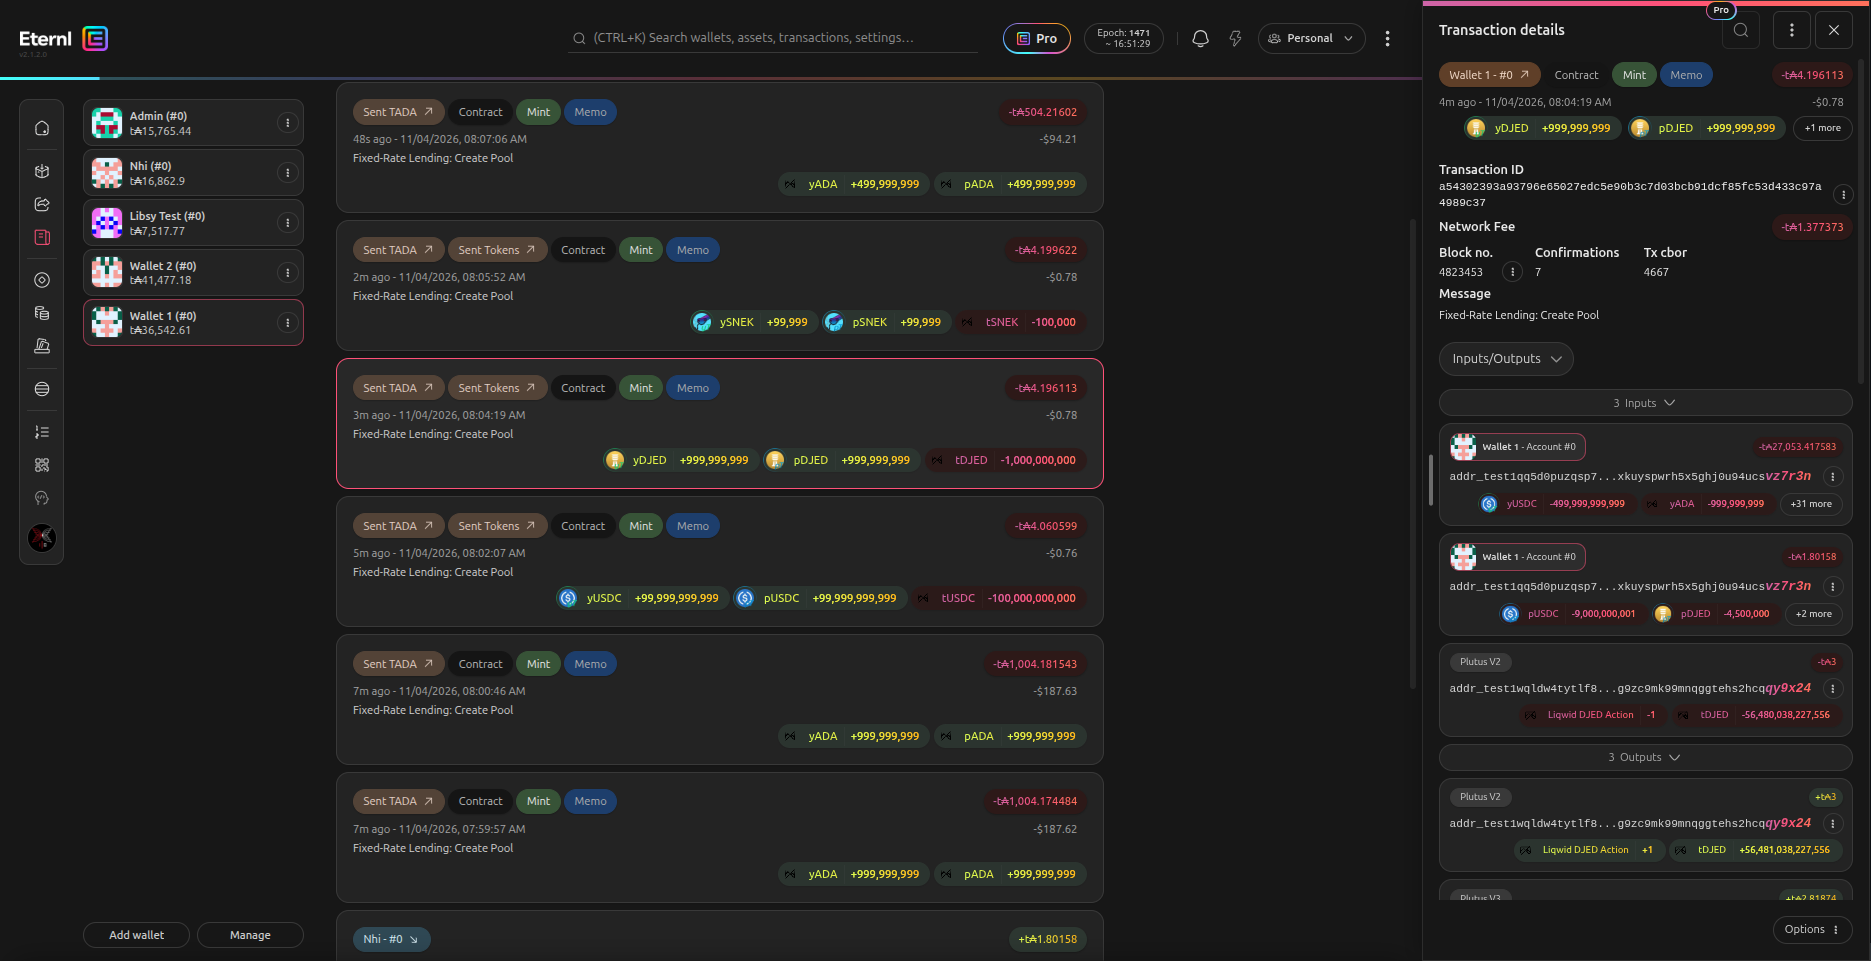 Eternl
v2.1.2.0
(CTRL+K) Search wallets, assets, transactions, settings...
Pro
Epoch: 1471
~ 16:51:29
Personal
Admin (#0)
t₳15,765.44
Nhi (#0)
t₳16,862.9
Libsy Test (#0)
t₳7,517.77
Wallet 2 (#0)
t₳41,477.18
Wallet 1 (#0)
t₳36,542.61
Add wallet
Manage
Sent TADA Contract Mint Memo -t₳504.21602
48s ago - 11/04/2026, 08:07:06 AM -$94.21
Fixed-Rate Lending: Create Pool
yADA +499,999,999 pADA +499,999,999
Sent TADA Sent Tokens Contract Mint Memo -t₳4.199622
2m ago - 11/04/2026, 08:05:52 AM -$0.78
Fixed-Rate Lending: Create Pool
ySNEK +99,999 pSNEK +99,999 tSNEK -100,000
Sent TADA Sent Tokens Contract Mint Memo -t₳4.196113
3m ago - 11/04/2026, 08:04:19 AM -$0.78
Fixed-Rate Lending: Create Pool
yDJED +999,999,999 pDJED +999,999,999 tDJED -1,000,000,000
Sent TADA Sent Tokens Contract Mint Memo -t₳4.060599
5m ago - 11/04/2026, 08:02:07 AM -$0.76
Fixed-Rate Lending: Create Pool
yUSDC +99,999,999,999 pUSDC +99,999,999,999 tUSDC -100,000,000,000
Sent TADA Contract Mint Memo -t₳1,004.181543
7m ago - 11/04/2026, 08:00:46 AM -$187.63
Fixed-Rate Lending: Create Pool
yADA +999,999,999 pADA +999,999,999
Sent TADA Contract Mint Memo -t₳1,004.174484
7m ago - 11/04/2026, 07:59:57 AM -$187.62
Fixed-Rate Lending: Create Pool
yADA +999,999,999 pADA +999,999,999
Nhi - #0 +t₳1.80158
Pro
Transaction details
Wallet 1 - #0 Contract Mint Memo -t₳4.196113
4m ago - 11/04/2026, 08:04:19 AM -$0.78
yDJED +999,999,999 pDJED +999,999,999 +1 more
Transaction ID
a54302393a93796e65027edc5e90b3c7d03bcb91dcf85fc53d433c97a
4989c37
Network Fee -t₳1.377373
Block no. Confirmations Tx cbor
4823453 7 4667
Message
Fixed-Rate Lending: Create Pool
Inputs/Outputs
3 Inputs
Wallet 1 - Account #0 -t₳27,053.417583
addr_test1qq5d0puzqsp7...xkuyspwrh5x5ghj0u94ucsvz7r3n
yUSDC -499,999,999,999 yADA -999,999,999 +31 more
Wallet 1 - Account #0 -t₳1.80158
addr_test1qq5d0puzqsp7...xkuyspwrh5x5ghj0u94ucsvz7r3n
pUSDC -9,000,000,001 pDJED -4,500,000 +2 more
Plutus V2 -t₳3
addr_test1wqldw4tytlf8...g9zc9mk99mnqggtehs2hcqqy9x24
Liqwid DJED Action -1 tDJED -56,480,038,227,556
3 Outputs
Plutus V2 +t₳3
addr_test1wqldw4tytlf8...g9zc9mk99mnqggtehs2hcqqy9x24
Liqwid DJED Action +1 tDJED +56,481,038,227,556
Plutus V3 +t₳2.81874
Options